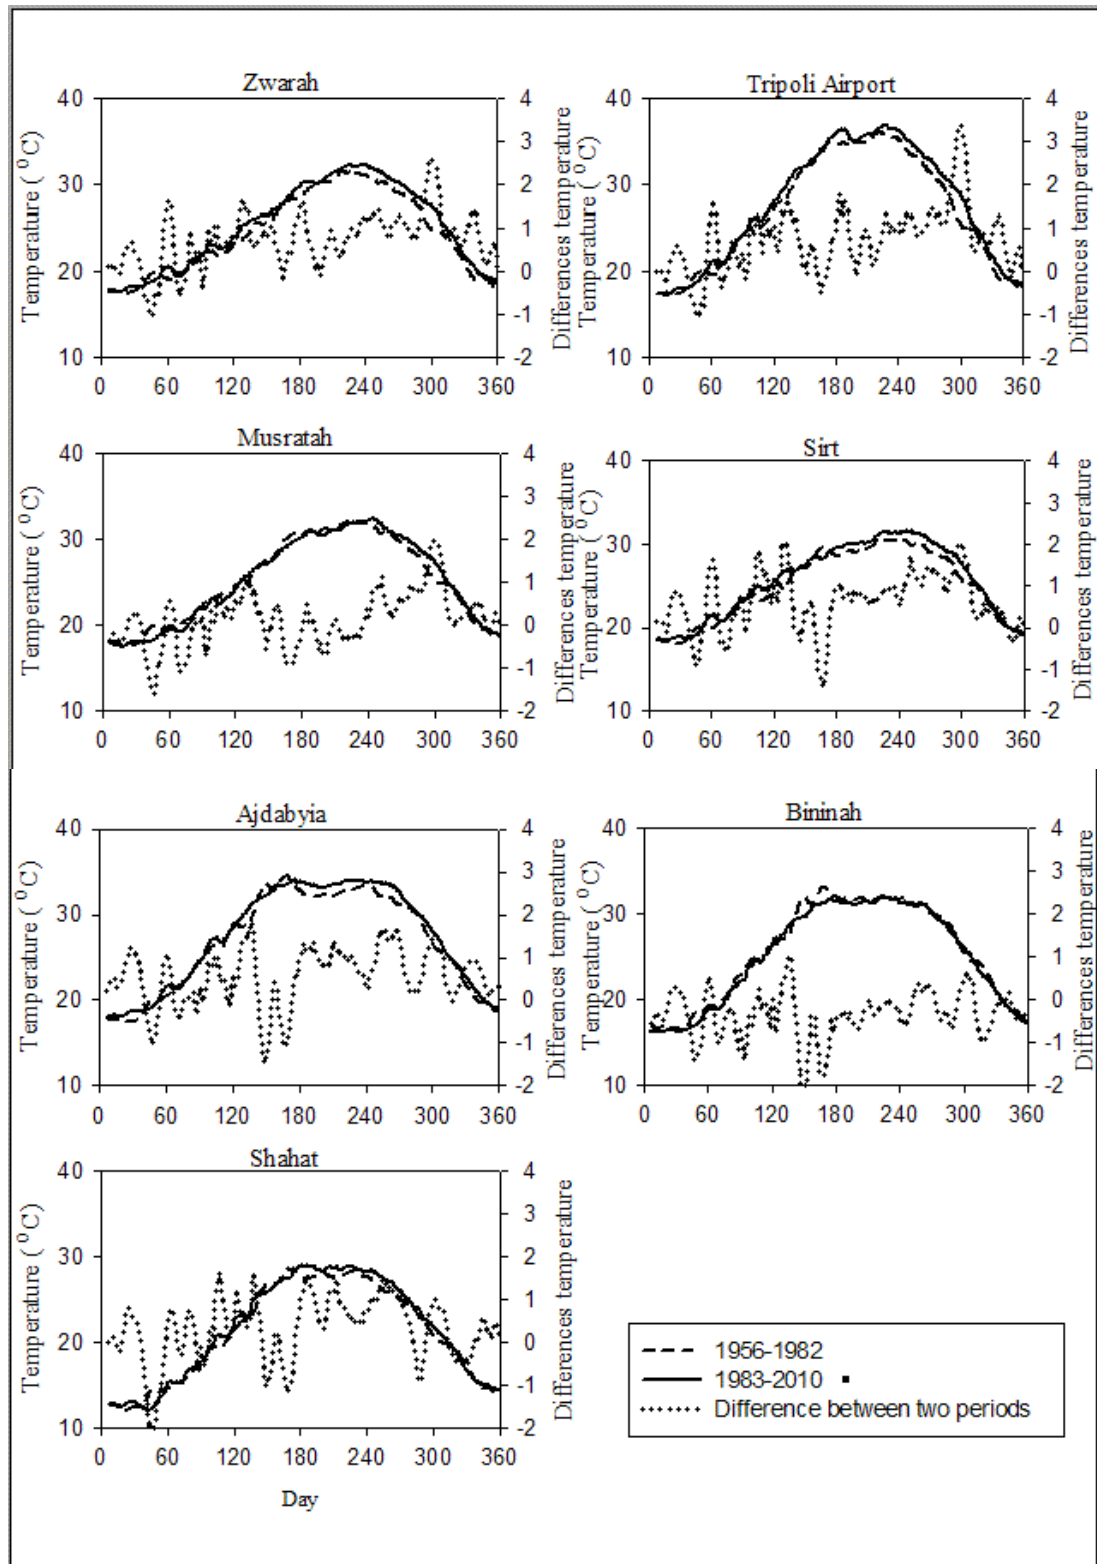 Zwarah
Tripoli Airport
40
30
20
10
Temperature ( ⁰C)
4
3
2
1
0
-1
-2
Differences temperature
0 60 120 180 240 300 360
40
30
20
10
Temperature ( ⁰C)
4
3
2
1
0
-1
-2
Differences temperature
0 60 120 180 240 300 360
Musratah
Sirt
40
30
20
10
Temperature ( ⁰C)
4
3
2
1
0
-1
-2
Differences temperature
0 60 120 180 240 300 360
40
30
20
10
Temperature ( ⁰C)
4
3
2
1
0
-1
-2
Differences temperature
0 60 120 180 240 300 360
Ajdabyia
Bininah
40
30
20
10
Temperature ( ⁰C)
4
3
2
1
0
-1
-2
Differences temperature
0 60 120 180 240 300 360
40
30
20
10
Temperature ( ⁰C)
4
3
2
1
0
-1
-2
Differences temperature
0 60 120 180 240 300 360
Shahat
40
30
20
10
Temperature ( ⁰C)
4
3
2
1
0
-1
-2
Differences temperature
0 60 120 180 240 300 360
Day
1956-1982
1983-2010
Difference between two periods